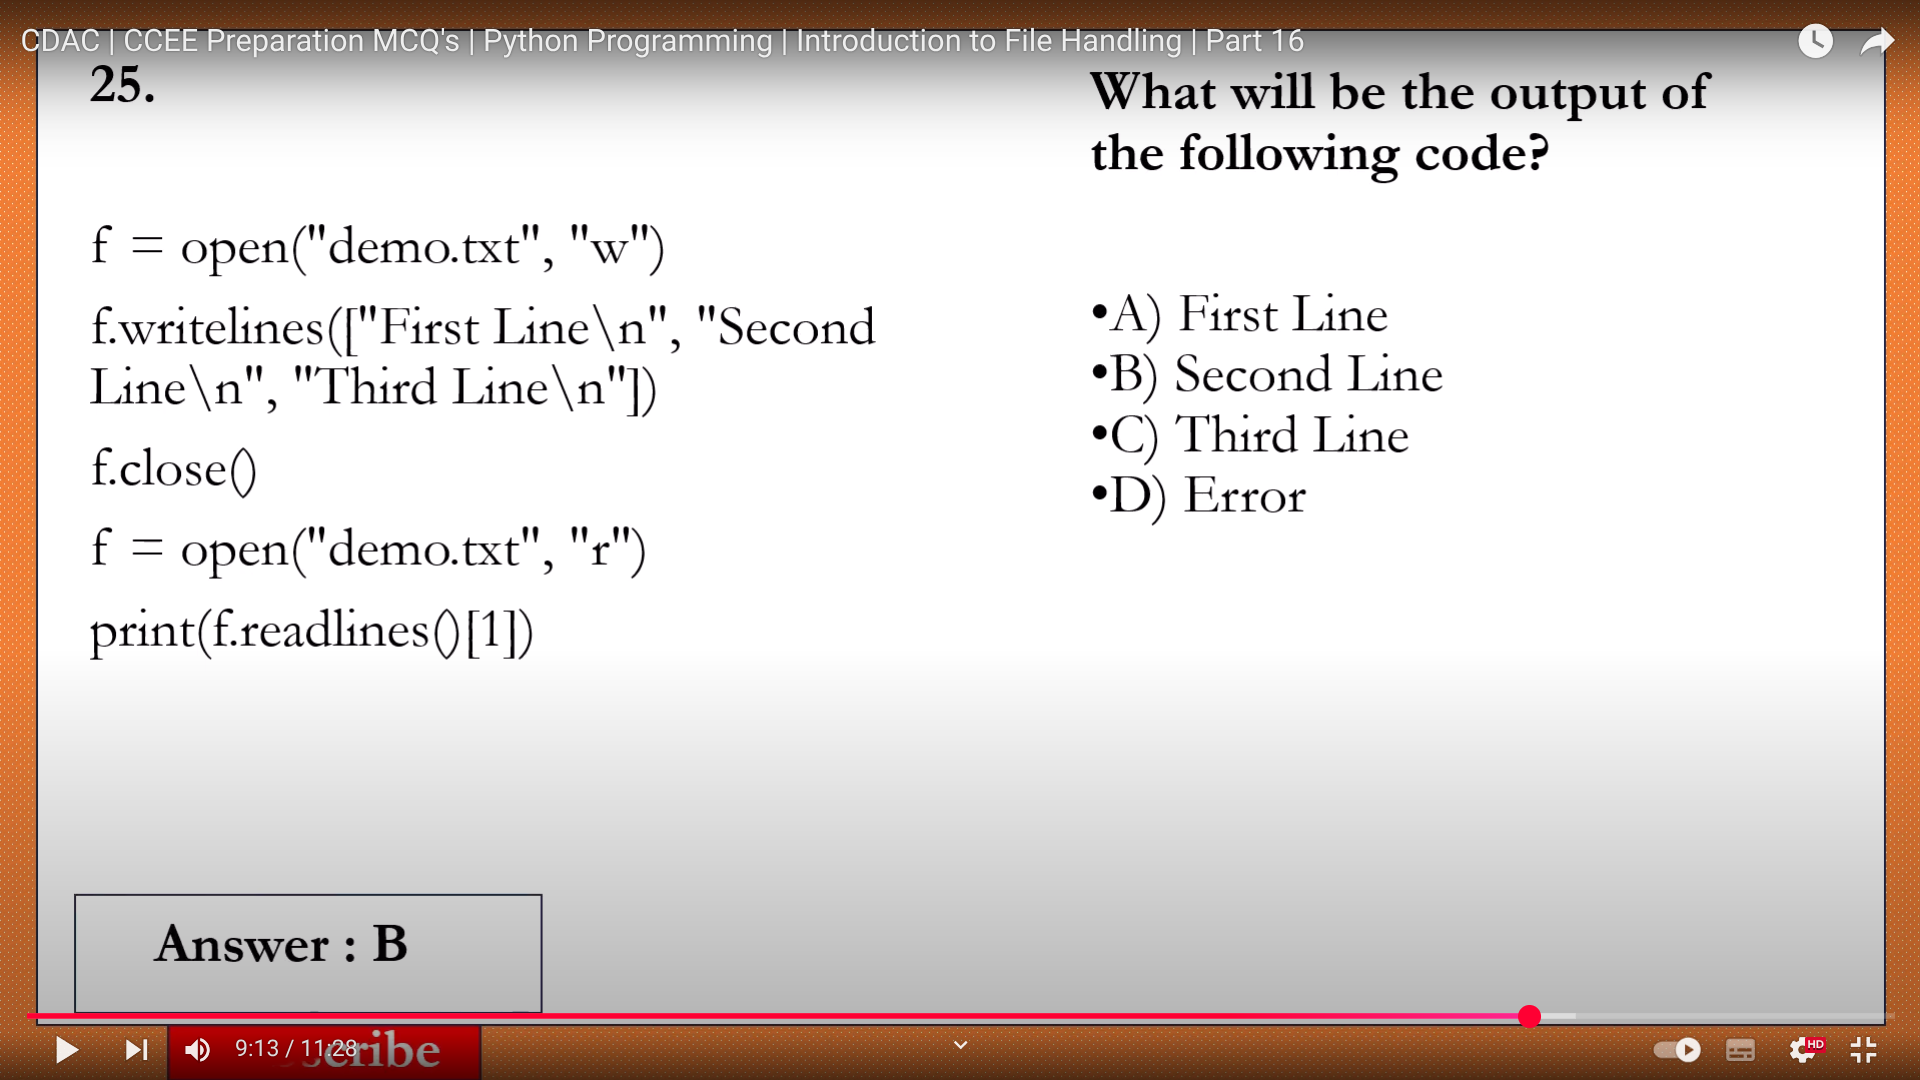 CDAC | CCEE Preparation MCQ's | Python Programming | Introduction to File Handling | Part 16
25.
f = open("demo.txt", "w")
f.writelines(["First Line\n", "Second
Line\n", "Third Line\n"])
f.close()
f = open("demo.txt", "r")
print(f.readlines()[1])
What will be the output of
the following code?
•A) First Line
•B) Second Line
•C) Third Line
•D) Error
Answer : B
9:13 / 11:28
HD